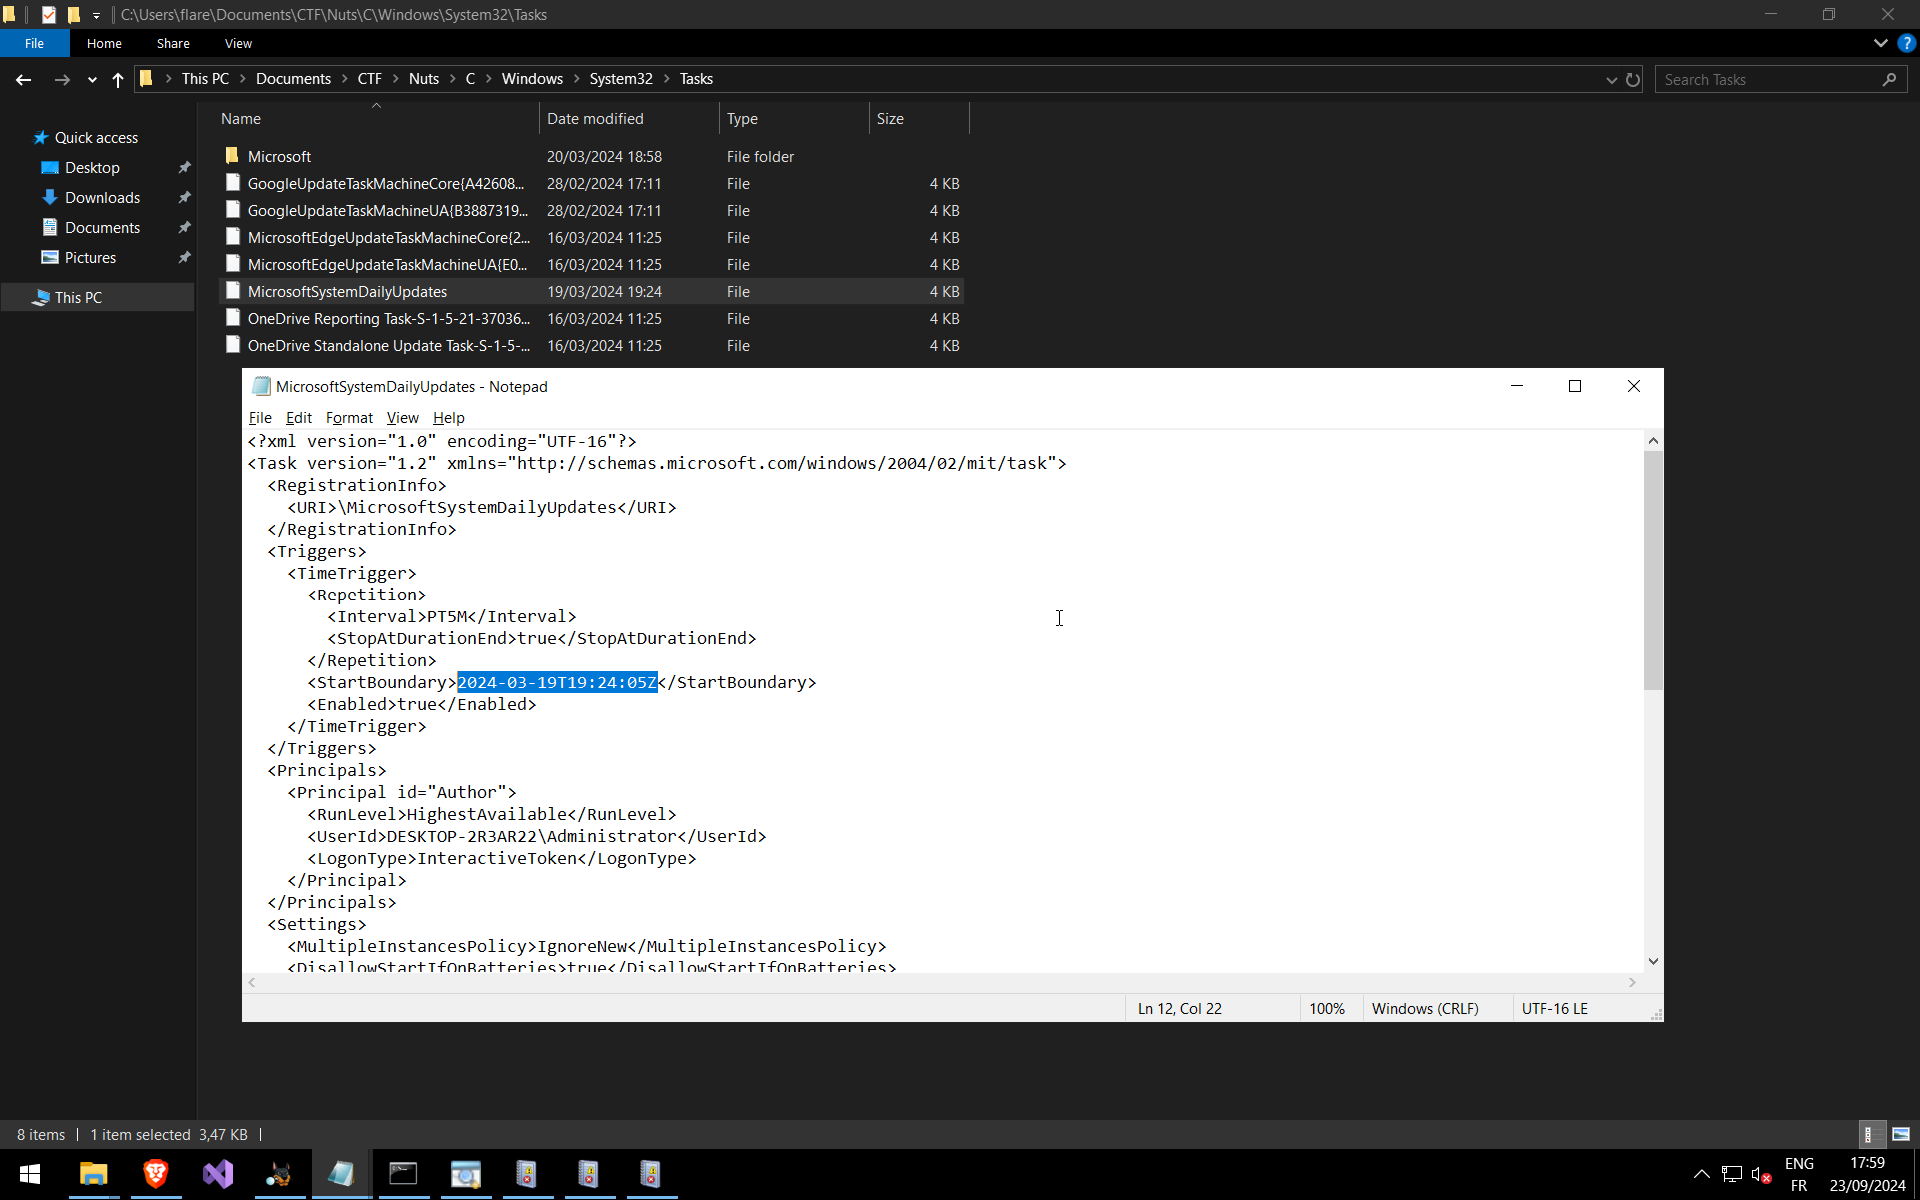 C:\Users\flare\Documents\CTF\Nuts\C\Windows\System32\Tasks
File Home Share View
This PC Documents CTF Nuts C Windows System32 Tasks
Search Tasks
Quick access
Desktop
Downloads
Documents
Pictures
This PC
Name Date modified Type Size
Microsoft 20/03/2024 18:58 File folder
GoogleUpdateTaskMachineCore{A42608... 28/02/2024 17:11 File 4 KB
GoogleUpdateTaskMachineUA{B3887319... 28/02/2024 17:11 File 4 KB
MicrosoftEdgeUpdateTaskMachineCore{2... 16/03/2024 11:25 File 4 KB
MicrosoftEdgeUpdateTaskMachineUA{E0... 16/03/2024 11:25 File 4 KB
MicrosoftSystemDailyUpdates 19/03/2024 19:24 File 4 KB
OneDrive Reporting Task-S-1-5-21-37036... 16/03/2024 11:25 File 4 KB
OneDrive Standalone Update Task-S-1-5-... 16/03/2024 11:25 File 4 KB
MicrosoftSystemDailyUpdates - Notepad
File Edit Format View Help
<?xml version="1.0" encoding="UTF-16"?>
<Task version="1.2" xmlns="http://schemas.microsoft.com/windows/2004/02/mit/task">
<RegistrationInfo>
<URI>\MicrosoftSystemDailyUpdates</URI>
</RegistrationInfo>
<Triggers>
<TimeTrigger>
<Repetition>
<Interval>PT5M</Interval>
<StopAtDurationEnd>true</StopAtDurationEnd>
</Repetition>
<StartBoundary>2024-03-19T19:24:05Z</StartBoundary>
<Enabled>true</Enabled>
</TimeTrigger>
</Triggers>
<Principals>
<Principal id="Author">
<RunLevel>HighestAvailable</RunLevel>
<UserId>DESKTOP-2R3AR22\Administrator</UserId>
<LogonType>InteractiveToken</LogonType>
</Principal>
</Principals>
<Settings>
<MultipleInstancesPolicy>IgnoreNew</MultipleInstancesPolicy>
<DisallowStartIfOnBatteries>true</DisallowStartIfOnBatteries>
Ln 12, Col 22 100% Windows (CRLF) UTF-16 LE
8 items 1 item selected 3,47 KB
ENG 17:59
FR 23/09/2024